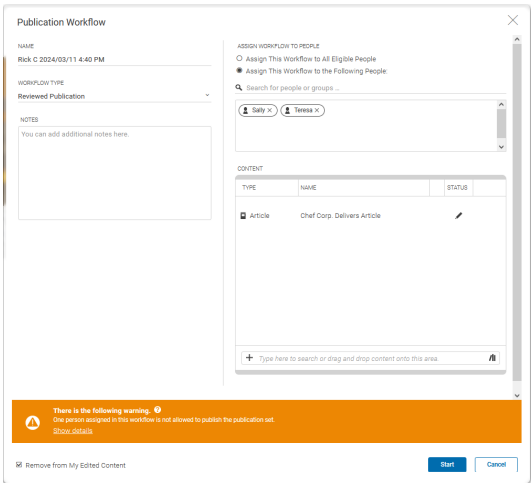 Publication Workflow
NAME
Rick C 2024/03/11 4:40 PM
WORKFLOW TYPE
Reviewed Publication
NOTES
You can add additional notes here.
ASSIGN WORKFLOW TO PEOPLE
Assign This Workflow to All Eligible People
Assign This Workflow to the Following People:
Search for people or groups ...
Sally × Teresa ×
CONTENT
TYPE NAME STATUS
Article Chef Corp. Delivers Article
Type here to search or drag and drop content onto this area.
There is the following warning. ?
One person assigned in this workflow is not allowed to publish the publication set.
Show details
Remove from My Edited Content
Start Cancel